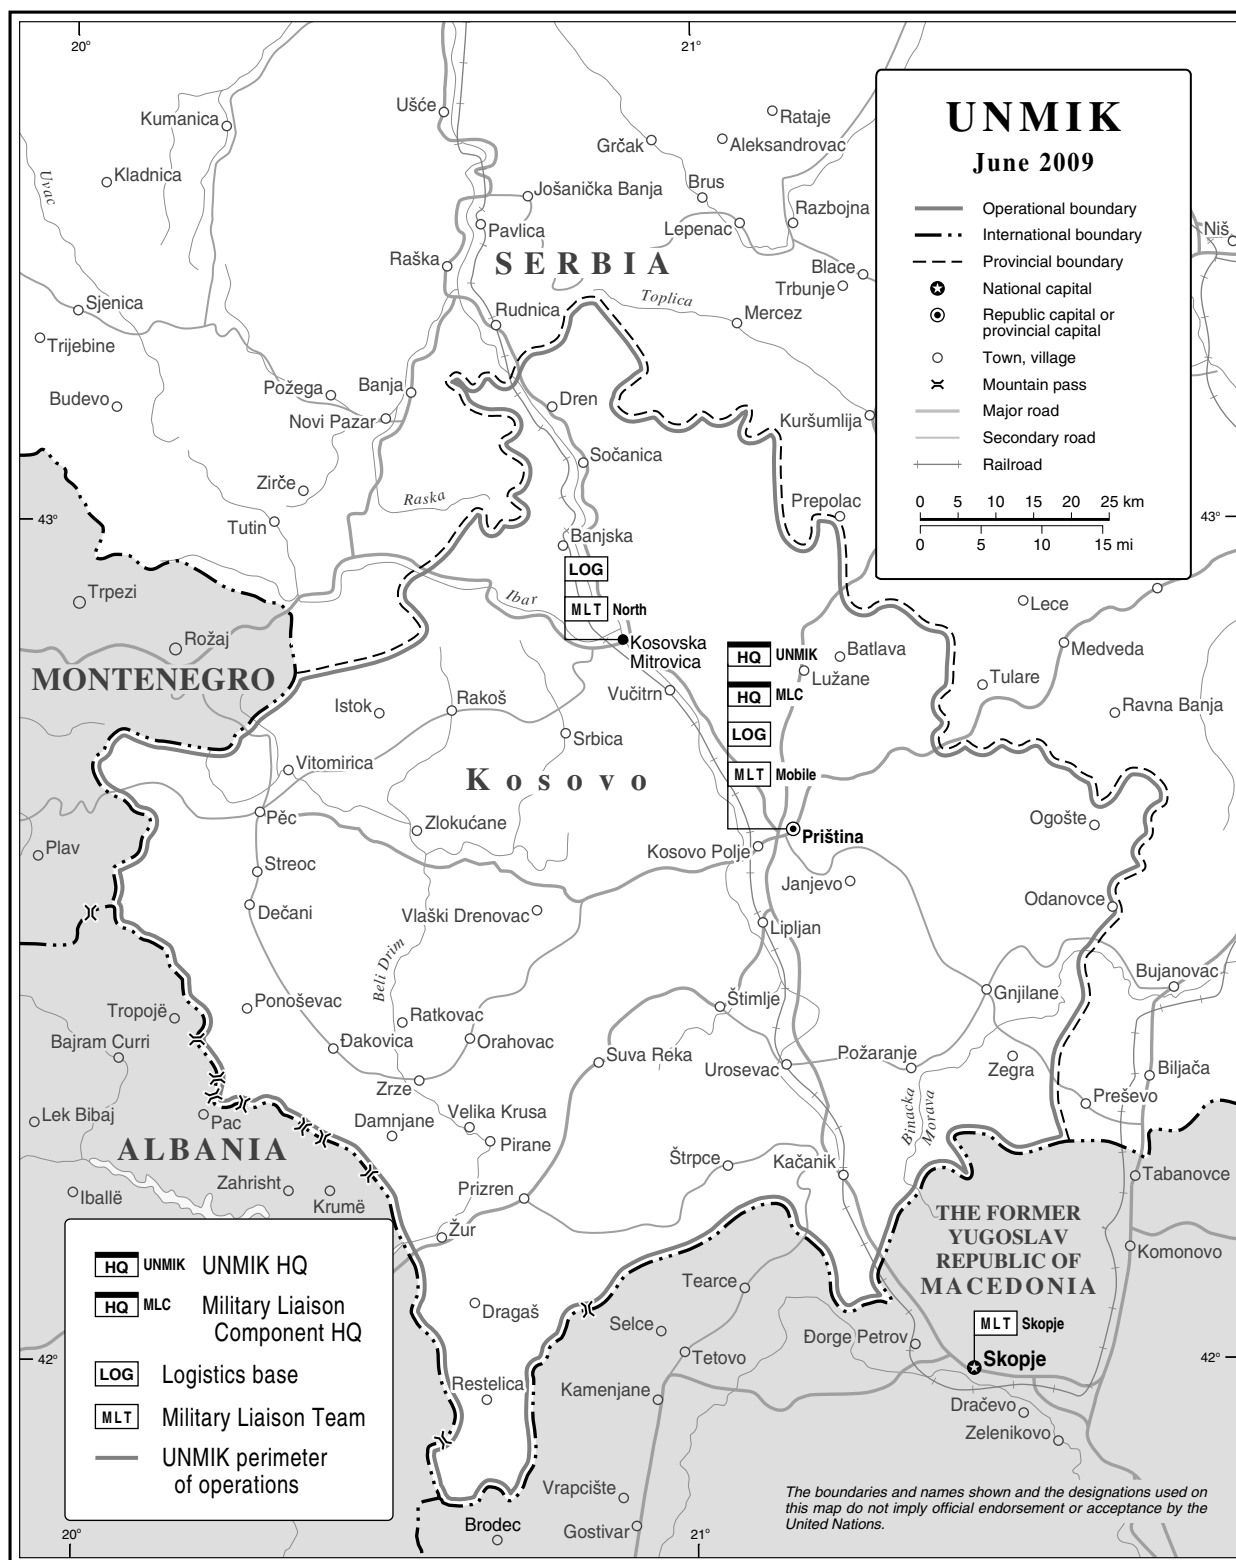 20°
21°
UNMIK
June 2009
Operational boundary
International boundary
Provincial boundary
National capital
Republic capital or
provincial capital
Town, village
Mountain pass
Major road
Secondary road
Railroad
0 5 10 15 20 25 km
0 5 10 15 mi
Ušće
Kumanica
Rataje
Grčak
Aleksandrovac
Kladnica
Uvac
Jošanička Banja
Brus
Razbojna
Pavlica
Lepenac
Niš
Raška
SERBIA
Blace
Trbunje
Sjenica
Toplica
Mercez
Rudnica
Trijebine
Požega
Banja
Budevo
Dren
Novi Pazar
Kuršumlija
Sočanica
Zirče
Raska
Prepolac
43°
43°
Tutin
Banjska
LOG
Trpezi
Ibar
MLT North
Lece
Rožaj
Kosovska
Mitrovica
HQ UNMIK
Batlava
Medveda
MONTENEGRO
Lužane
Tulare
Vučitrn
HQ MLC
Istok
Rakoš
Ravna Banja
Srbica
LOG
Vitomirica
Kosovo
MLT Mobile
Pěc
Zlokućane
Ogošte
Priština
Plav
Kosovo Polje
Streoc
Janjevo
Dečani
Vlaški Drenovac
Odanovce
Lipljan
Beli Drim
Bujanovac
Ponoševac
Štimlje
Gnjilane
Tropojë
Ratkovac
Bajram Curri
Đakovica
Orahovac
Suva Reka
Požaranje
Urosevac
Zegra
Biljača
Zrze
Preševo
Lek Bibaj
Pac
Damnjane
Velika Krusa
Binacka
Morava
ALBANIA
Pirane
Štrpce
Kačanik
Tabanovce
Iballë
Zahrisht
Krumë
Prizren
THE FORMER
YUGOSLAV
REPUBLIC OF
MACEDONIA
Žur
Komonovo
HQ UNMIK UNMIK HQ
HQ MLC Military Liaison
Component HQ
LOG Logistics base
MLT Military Liaison Team
UNMIK perimeter
of operations
Tearce
Dragaš
Selce
Đorge Petrov
MLT Skopje
42°
42°
Tetovo
Skopje
Restelica
Kamenjane
Dračevo
Zelenikovo
Vrapcište
Brodec
Gostivar
The boundaries and names shown and the designations used on
this map do not imply official endorsement or acceptance by the
United Nations.
20°
21°